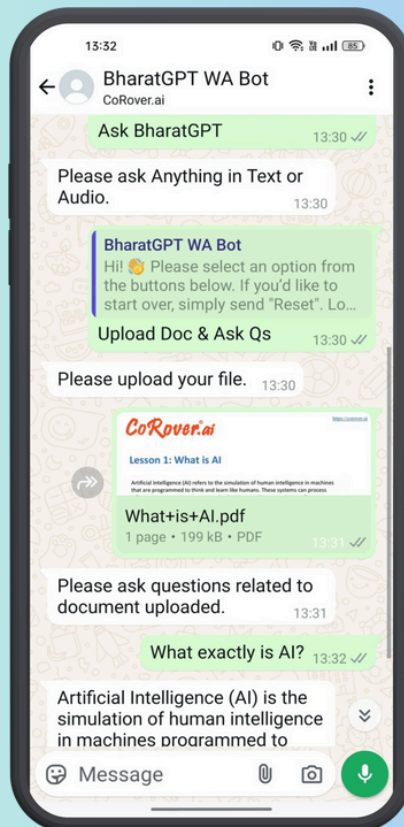 13:32
85
BharatGPT WA Bot
CoRover.ai
Ask BharatGPT
13:30
Please ask Anything in Text or
Audio.
13:30
BharatGPT WA Bot
Hi! 👋 Please select an option from
the buttons below. If you'd like to
start over, simply send "Reset". Lo...
Upload Doc & Ask Qs
13:30
Please upload your file.
13:30
CoRover.ai
https://corover.ai
Lesson 1: What is AI
Artificial Intelligence (AI) refers to the simulation of human intelligence in machines
that are programmed to think and learn like humans. These systems can process
What+is+AI.pdf
1 page • 199 kB • PDF
13:31
Please ask questions related to
document uploaded.
13:31
What exactly is AI?
13:32
Artificial Intelligence (AI) is the
simulation of human intelligence
in machines programmed to
Message